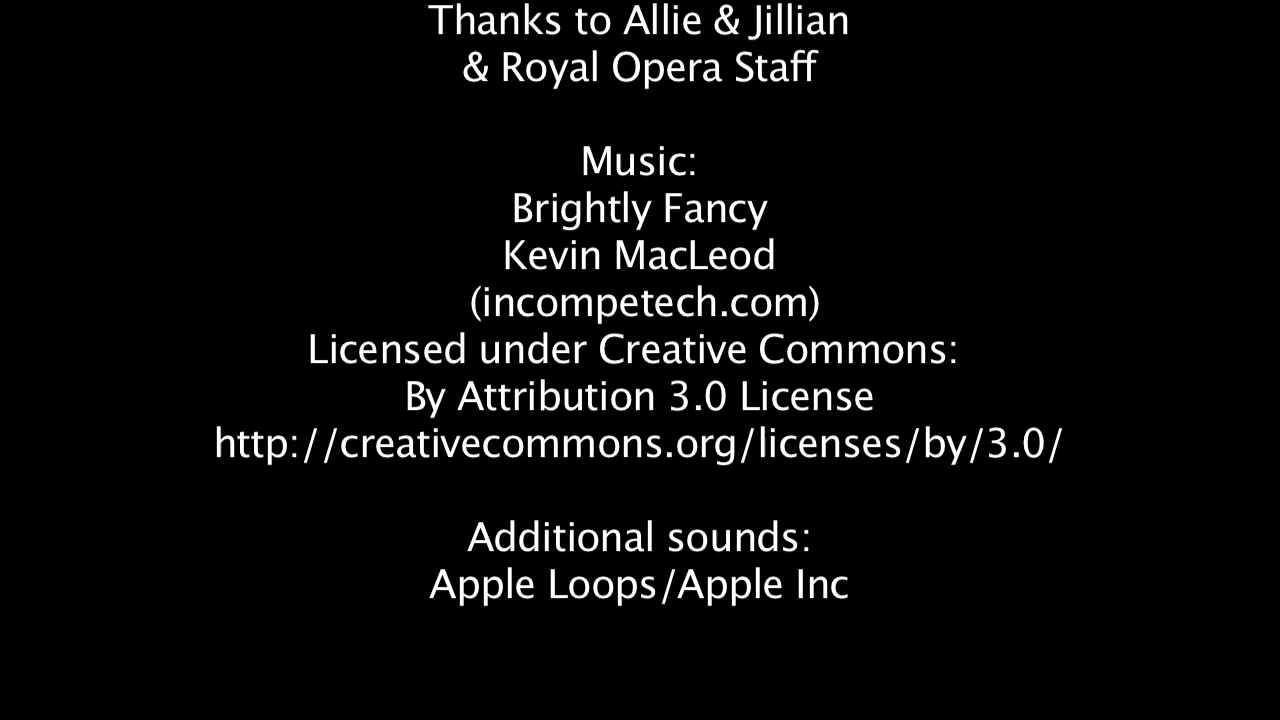 Thanks to Allie & Jillian
& Royal Opera Staff
Music:
Brightly Fancy
Kevin MacLeod
(incompetech.com)
Licensed under Creative Commons:
By Attribution 3.0 License
http://creativecommons.org/licenses/by/3.0/
Additional sounds:
Apple Loops/Apple Inc